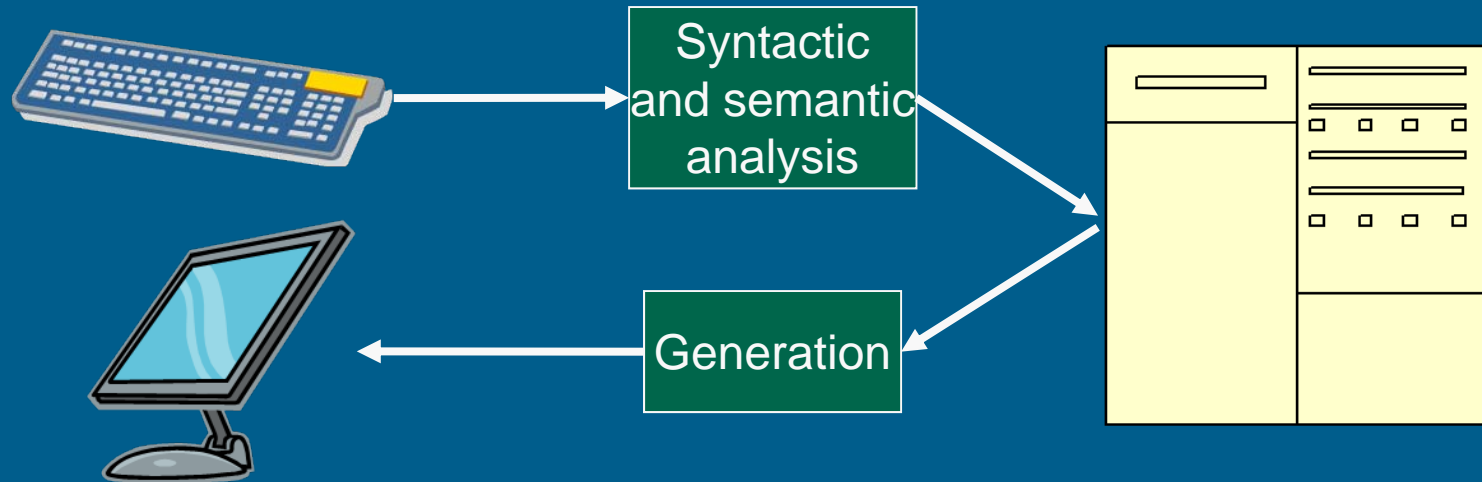 Syntactic
and semantic
analysis
Generation